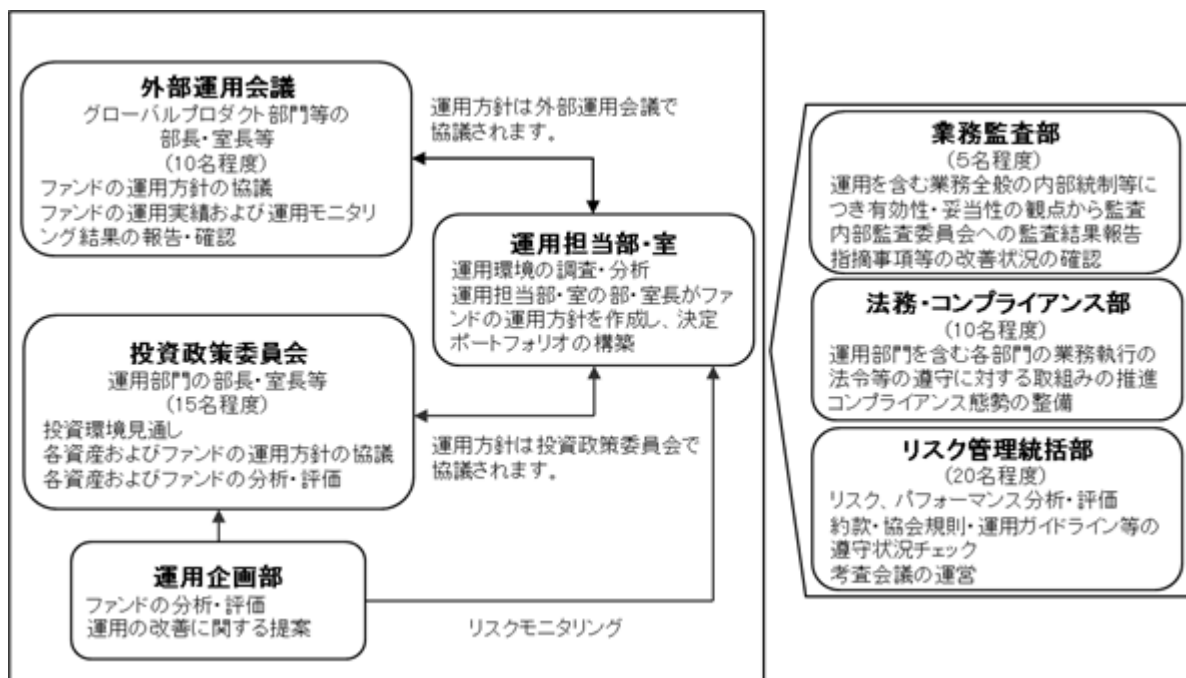 外部運用会議
グローバルプロダクト部門等の
部長・室長等
(10名程度)
ファンドの運用方針の協議
ファンドの運用実績および運用モニタリ
ング結果の報告・確認
運用方針は外部運用会議で
協議されます。
運用担当部・室
運用環境の調査・分析
運用担当部・室の部・室長がファ
ンドの運用方針を作成し、決定
ポートフォリオの構築
投資政策委員会
運用部門の部長・室長等
(15名程度)
投資環境見通し
各資産およびファンドの運用方針の協議
各資産およびファンドの分析・評価
運用方針は投資政策委員会で
協議されます。
運用企画部
ファンドの分析・評価
運用の改善に関する提案
リスクモニタリング
業務監査部
(5名程度)
運用を含む業務全般の内部統制等に
つき有効性・妥当性の観点から監査
内部監査委員会への監査結果報告
指摘事項等の改善状況の確認
法務・コンプライアンス部
(10名程度)
運用部門を含む各部門の業務執行の
法令等の遵守に対する取組みの推進
コンプライアンス態勢の整備
リスク管理統括部
(20名程度)
リスク、パフォーマンス分析・評価
約款・協会規則・運用ガイドライン等の
遵守状況チェック
考査会議の運営